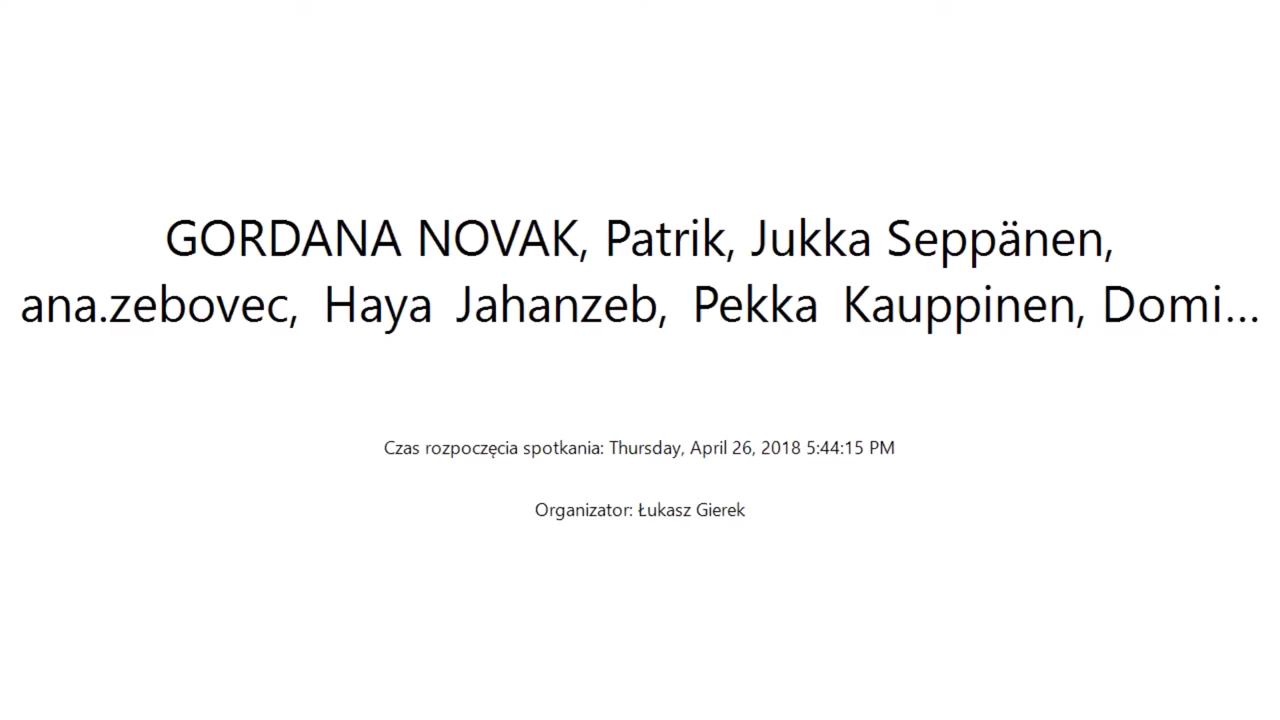 GORDANA NOVAK, Patrik, Jukka Seppänen,
ana.zebovec, Haya Jahanzeb, Pekka Kauppinen, Domi...
Czas rozpoczęcia spotkania: Thursday, April 26, 2018 5:44:15 PM
Organizator: Łukasz Gierek